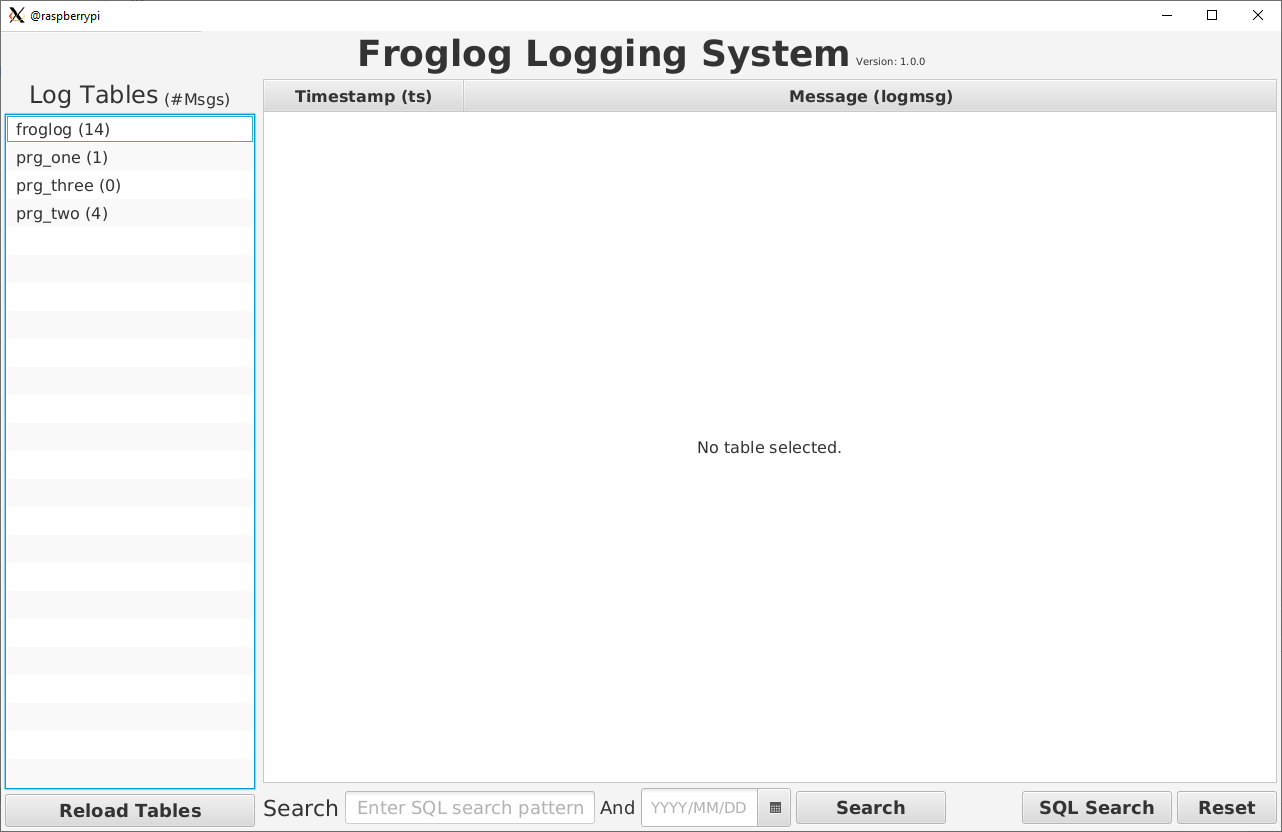 @raspberrypi
Froglog Logging System Version: 1.0.0
Log Tables (#Msgs)
froglog (14)
prg_one (1)
prg_three (0)
prg_two (4)
Reload Tables
Timestamp (ts) Message (logmsg)
No table selected.
Search Enter SQL search pattern And YYYY/MM/DD Search SQL Search Reset